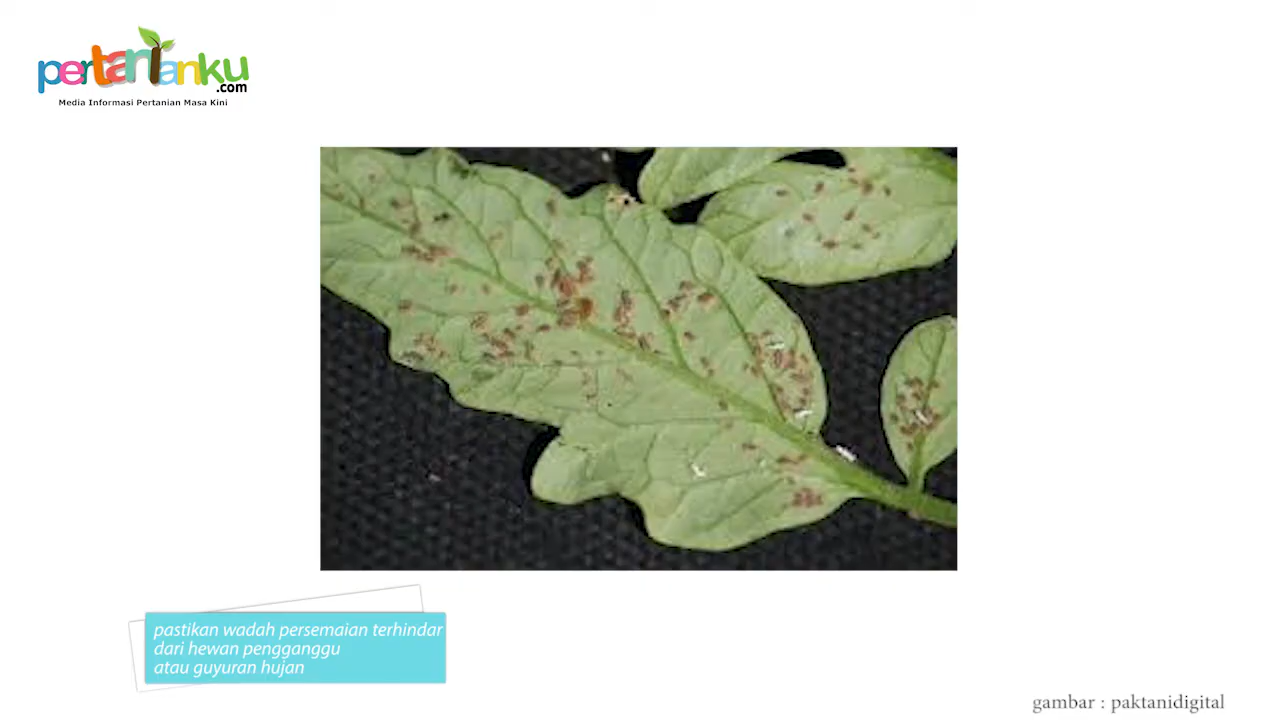 pertanianku
.com
Media Informasi Pertanian Masa Kini
pastikan wadah persemaian terhindar
dari hewan pengganggu
atau guyuran hujan
gambar : paktanidigital